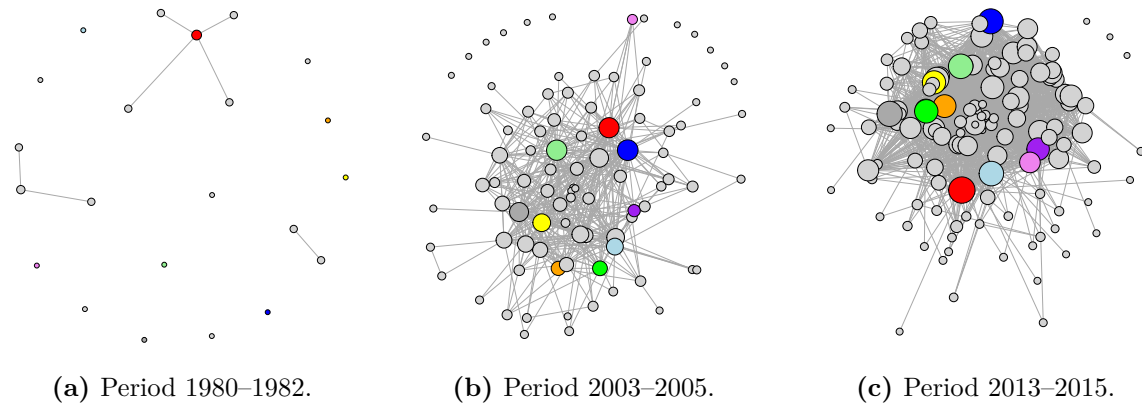 (a) Period 1980–1982.
(b) Period 2003–2005.
(c) Period 2013–2015.